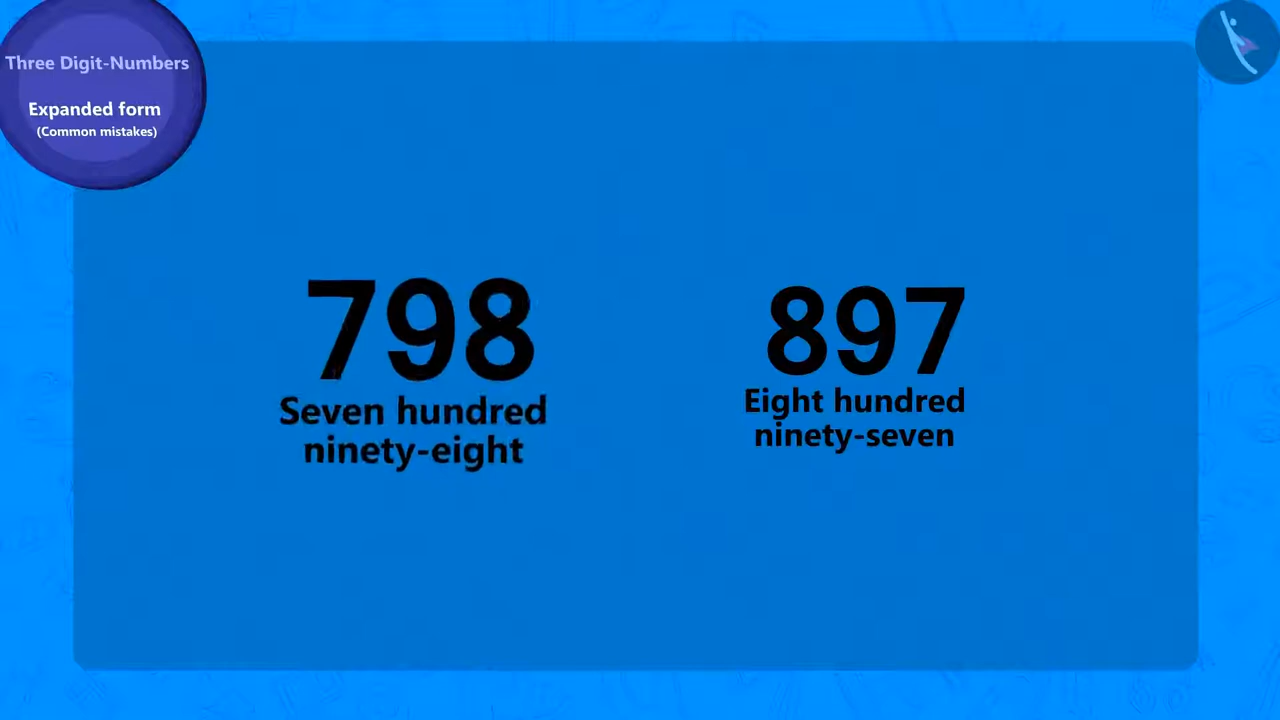 Three Digit-Numbers
Expanded form
(Common mistakes)
798
Seven hundred
ninety-eight
897
Eight hundred
ninety-seven